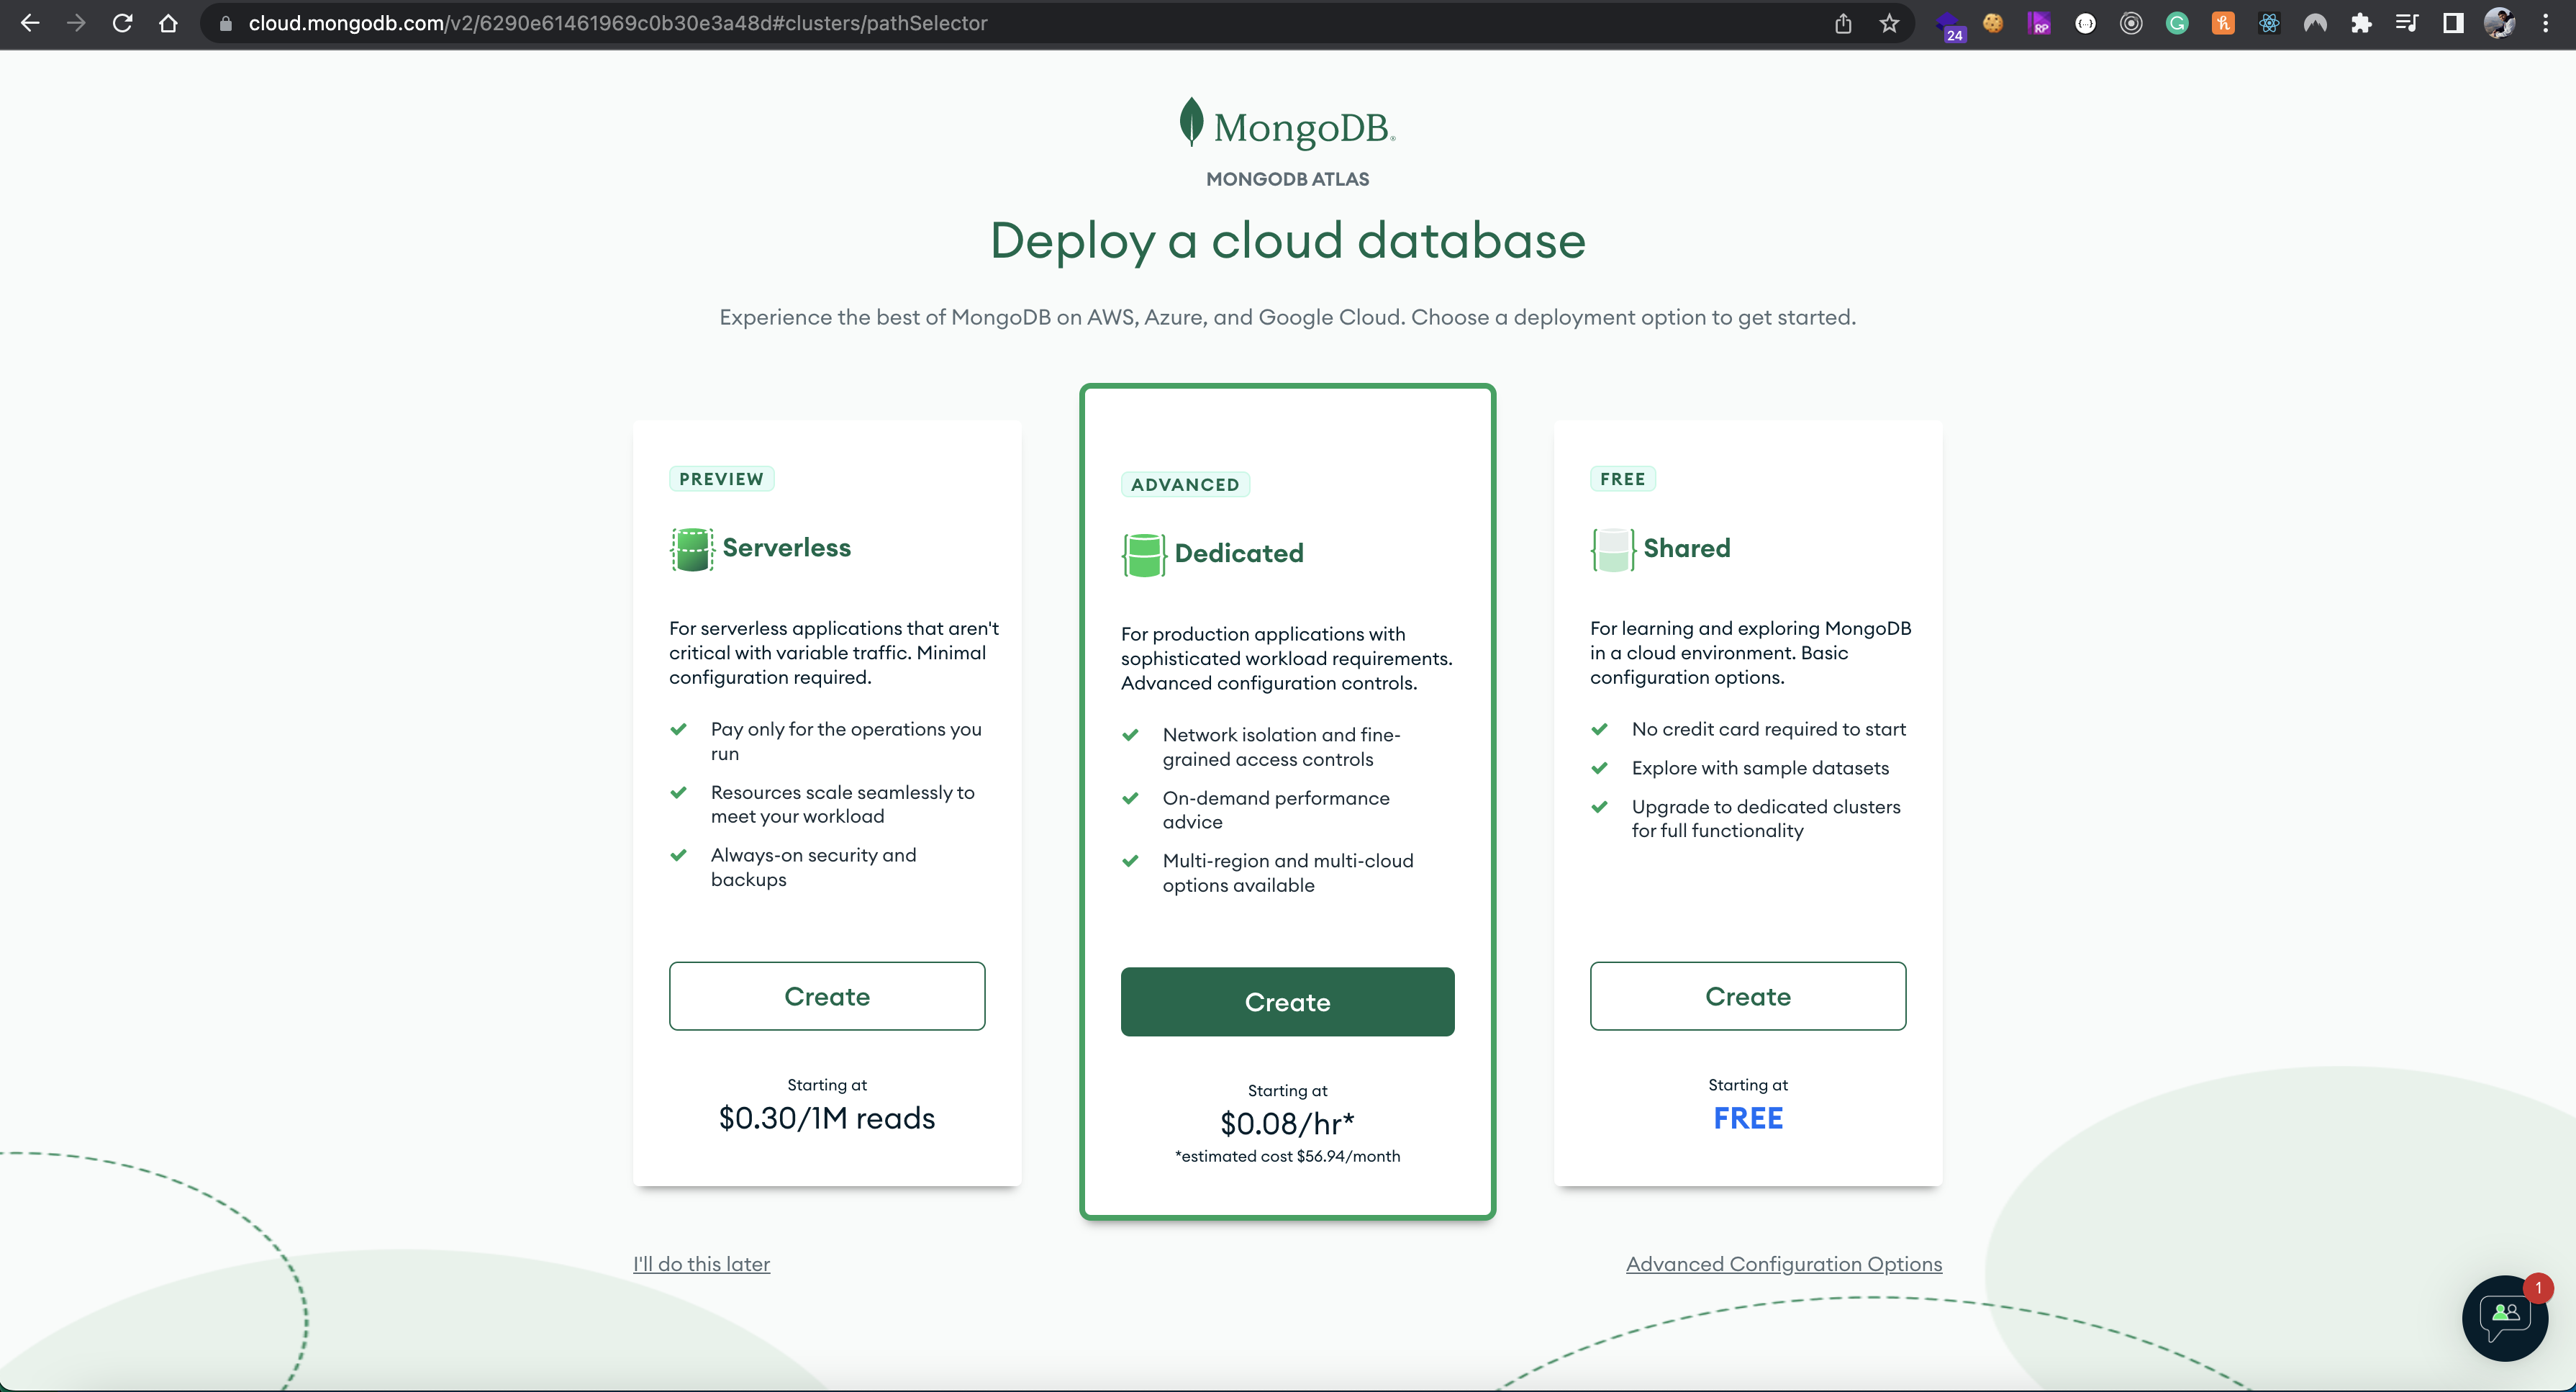 cloud.mongodb.com/v2/6290e61461969c0b30e3a48d#clusters/pathSelector
24
RP
MongoDB®
MONGODB ATLAS
Deploy a cloud database
Experience the best of MongoDB on AWS, Azure, and Google Cloud. Choose a deployment option to get started.
PREVIEW
Serverless
For serverless applications that aren't
critical with variable traffic. Minimal
configuration required.
Pay only for the operations you
run
Resources scale seamlessly to
meet your workload
Always-on security and
backups
Create
Starting at
$0.30/1M reads
ADVANCED
Dedicated
For production applications with
sophisticated workload requirements.
Advanced configuration controls.
Network isolation and fine-
grained access controls
On-demand performance
advice
Multi-region and multi-cloud
options available
Create
Starting at
$0.08/hr*
*estimated cost $56.94/month
FREE
Shared
For learning and exploring MongoDB
in a cloud environment. Basic
configuration options.
No credit card required to start
Explore with sample datasets
Upgrade to dedicated clusters
for full functionality
Create
Starting at
FREE
I'll do this later
Advanced Configuration Options
1